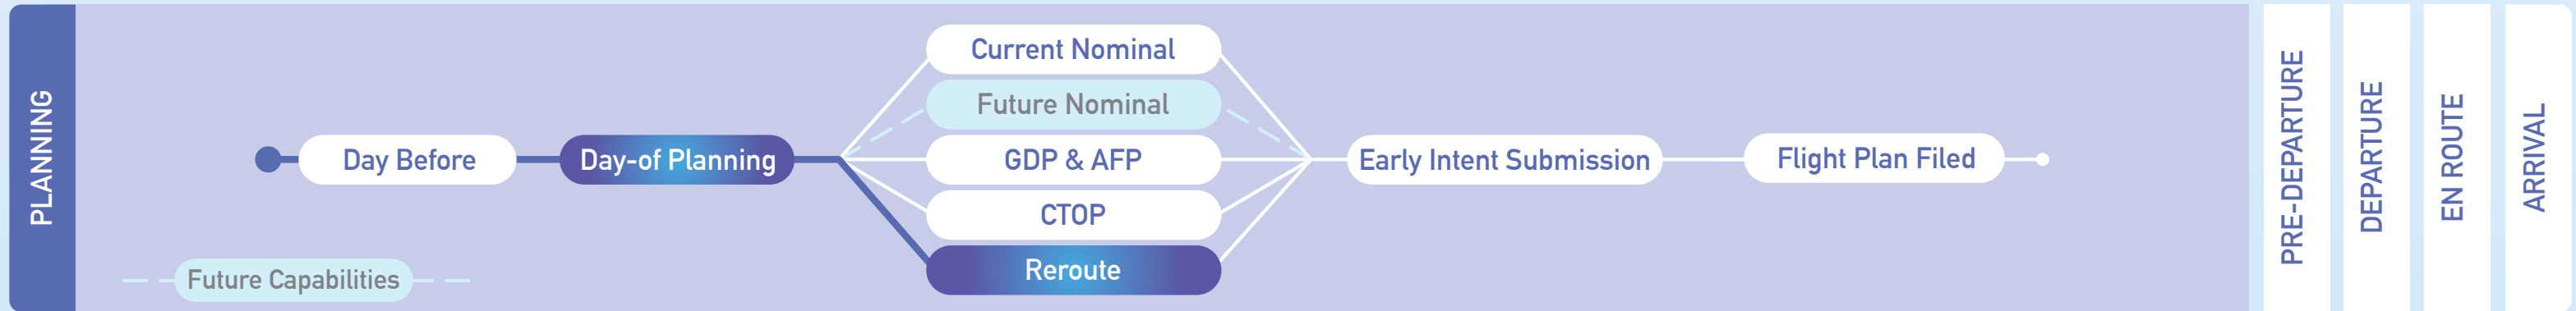 PLANNING
Day Before
Day-of Planning
Current Nominal
Future Nominal
GDP & AFP
CTOP
Reroute
Early Intent Submission
Flight Plan Filed
Future Capabilities
PRE-DEPARTURE
DEPARTURE
EN ROUTE
ARRIVAL